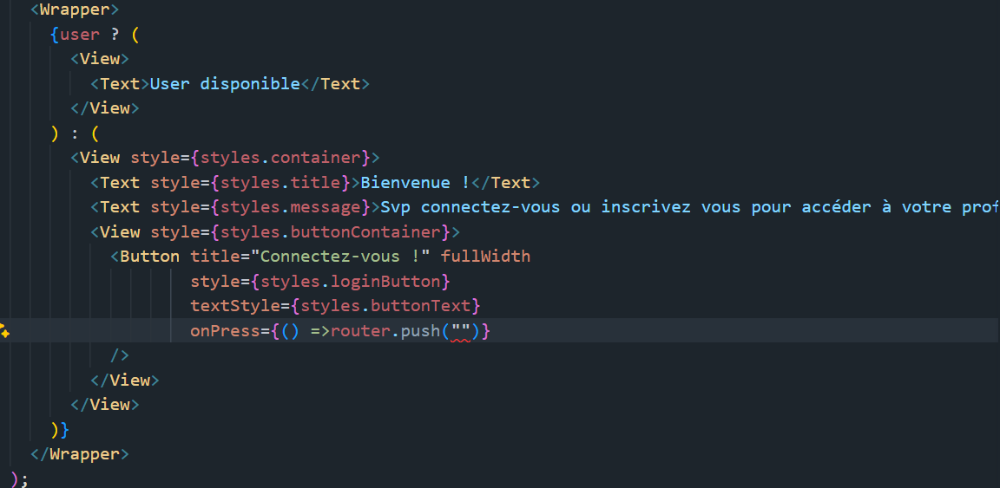 <Wrapper>
{user ? (
<View>
<Text>User disponible</Text>
</View>
) : (
<View style={styles.container}>
<Text style={styles.title}>Bienvenue !</Text>
<Text style={styles.message}>Svp connectez-vous ou inscrivez vous pour accéder à votre
<View style={styles.buttonContainer}>
<Button title="Connectez-vous !" fullWidth
style={styles.loginButton}
textStyle={styles.buttonText}
onPress={() =>router.push("")}
/>
</View>
</View>
)}
</Wrapper>
);